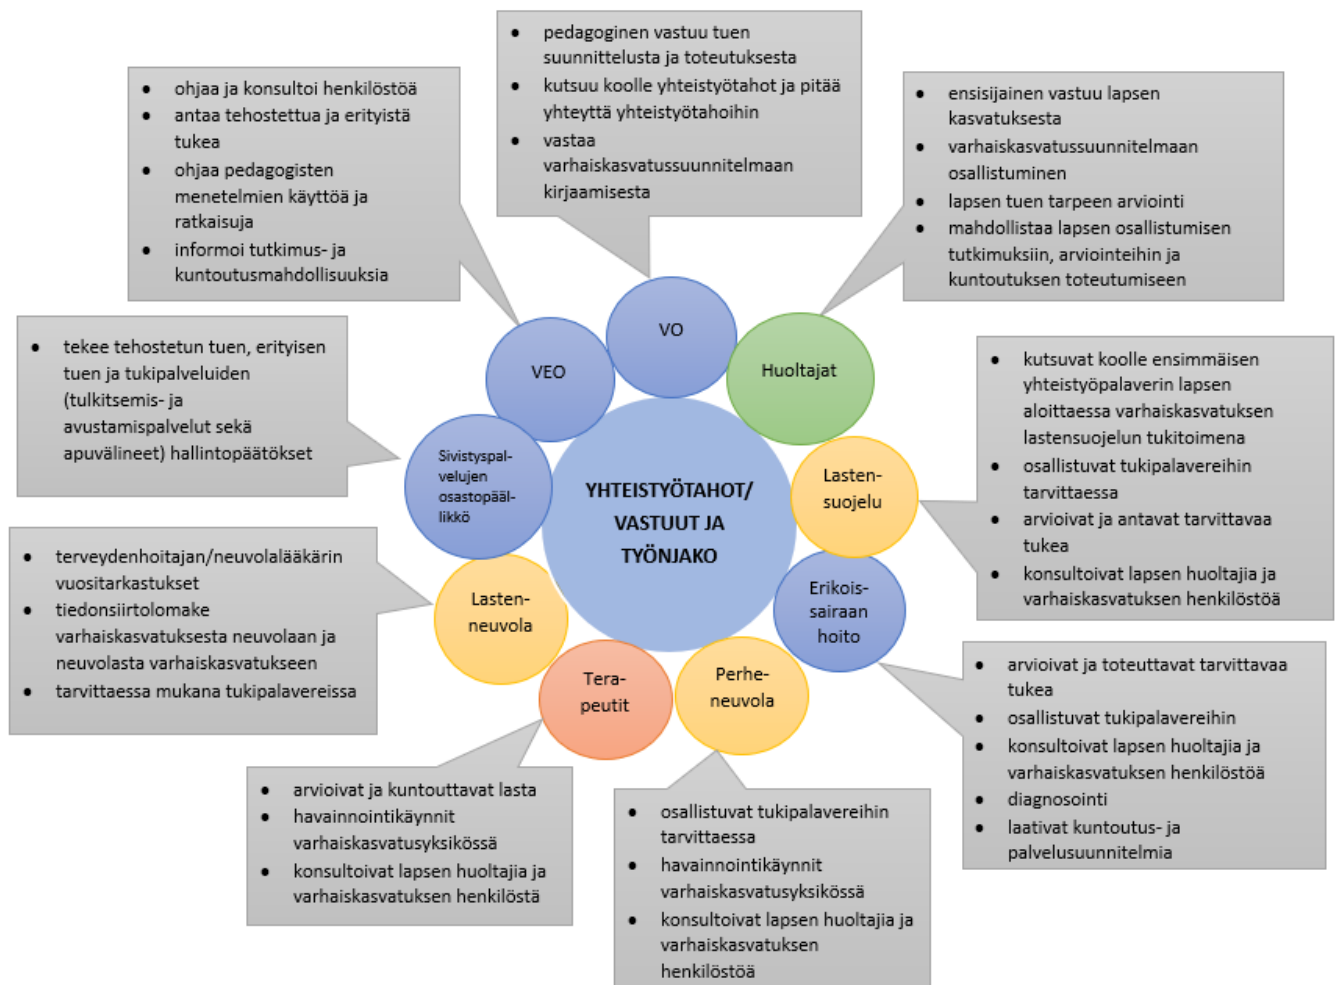 • pedagoginen vastuu tuen
suunnittelusta ja toteutuksesta
• kutsuu koolle yhteistyötahot ja pitää
yhteyttä yhteistyötahoihin
• vastaa
varhaiskasvatussuunnitelmaan
kirjaamisesta
• ohjaa ja konsultoi henkilöstöä
• antaa tehostettua ja erityistä
tukea
• ohjaa pedagogisten
menetelmien käyttöä ja
ratkaisuja
• informoi tutkimus- ja
kuntoutusmahdollisuuksia
• ensisijainen vastuu lapsen
kasvatuksesta
• varhaiskasvatussuunnitelmaan
osallistuminen
• lapsen tuen tarpeen arviointi
• mahdollistaa lapsen osallistumisen
tutkimuksiin, arviointeihin ja
kuntoutuksen toteutumiseen
• tekee tehostetun tuen, erityisen
tuen ja tukipalveluiden
(tulkitsemis- ja
avustamispalvelut sekä
apuvälineet) hallintopäätökset
VEO
VO
Huoltajat
• kutsuvat koolle ensimmäisen
yhteistyöpalaverin lapsen
aloittaessa varhaiskasvatuksen
lastensuojelun tukitoimena
• osallistuvat tukipalavereihin
tarvittaessa
• arvioivat ja antavat tarvittavaa
tukea
• konsultoivat lapsen huoltajia ja
varhaiskasvatuksen henkilöstöä
Sivistyspal-
velujen
osastopääl-
likkö
YHTEISTYÖTAHOT/
VASTUUT JA
TYÖNJAKO
Lasten-
suojelu
• terveydenhoitajan/neuvolalääkärin
vuositarkastukset
• tiedonsiirtolomake
varhaiskasvatuksesta neuvolaan ja
neuvolasta varhaiskasvatukseen
• tarvittaessa mukana tukipalavereissa
Lasten-
neuvola
Erikois-
sairaan
hoito
Tera-
peutit
Perhe-
neuvola
• arvioivat ja toteuttavat tarvittavaa
tukea
• osallistuvat tukipalavereihin
• konsultoivat lapsen huoltajia ja
varhaiskasvatuksen henkilöstöä
• diagnosointi
• laativat kuntoutus- ja
palvelusuunnitelmia
• arvioivat ja kuntouttavat lasta
• havainnointikäynnit
varhaiskasvatusyksikössä
• konsultoivat lapsen huoltajia ja
varhaiskasvatuksen henkilöstä
• osallistuvat tukipalavereihin
tarvittaessa
• havainnointikäynnit
varhaiskasvatusyksikössä
• konsultoivat lapsen huoltajia ja
varhaiskasvatuksen
henkilöstöä